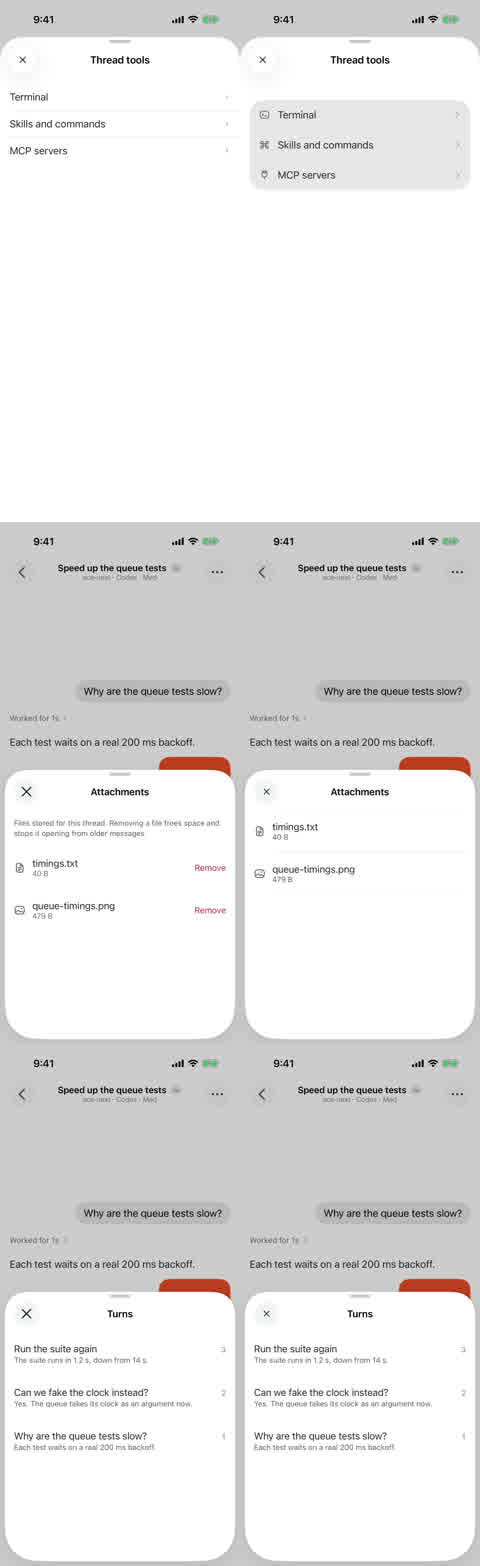 9:41
Thread tools
Terminal
Skills and commands
MCP servers
9:41
Thread tools
Terminal
Skills and commands
MCP servers
9:41
Speed up the queue tests
Codex · Med
Why are the queue tests slow?
Worked for 1s
Each test waits on a real 200 ms backoff.
Attachments
Files stored for this thread. Removing a file frees space and
stops it opening from older messages.
timings.txt
40 B
Remove
queue-timings.png
479 B
Remove
9:41
Speed up the queue tests
Codex · Med
Why are the queue tests slow?
Worked for 1s
Each test waits on a real 200 ms backoff.
Attachments
timings.txt
40 B
queue-timings.png
479 B
9:41
Speed up the queue tests
Codex · Med
Why are the queue tests slow?
Worked for 1s
Each test waits on a real 200 ms backoff.
Turns
Run the suite again
3
The suite runs in 1.2 s, down from 14 s.
Can we fake the clock instead?
2
Yes. The queue takes its clock as an argument now.
Why are the queue tests slow?
1
Each test waits on a real 200 ms backoff.
9:41
Speed up the queue tests
Codex · Med
Why are the queue tests slow?
Worked for 1s
Each test waits on a real 200 ms backoff.
Turns
Run the suite again
3
The suite runs in 1.2 s, down from 14 s.
Can we fake the clock instead?
2
Yes. The queue takes its clock as an argument now.
Why are the queue tests slow?
1
Each test waits on a real 200 ms backoff.